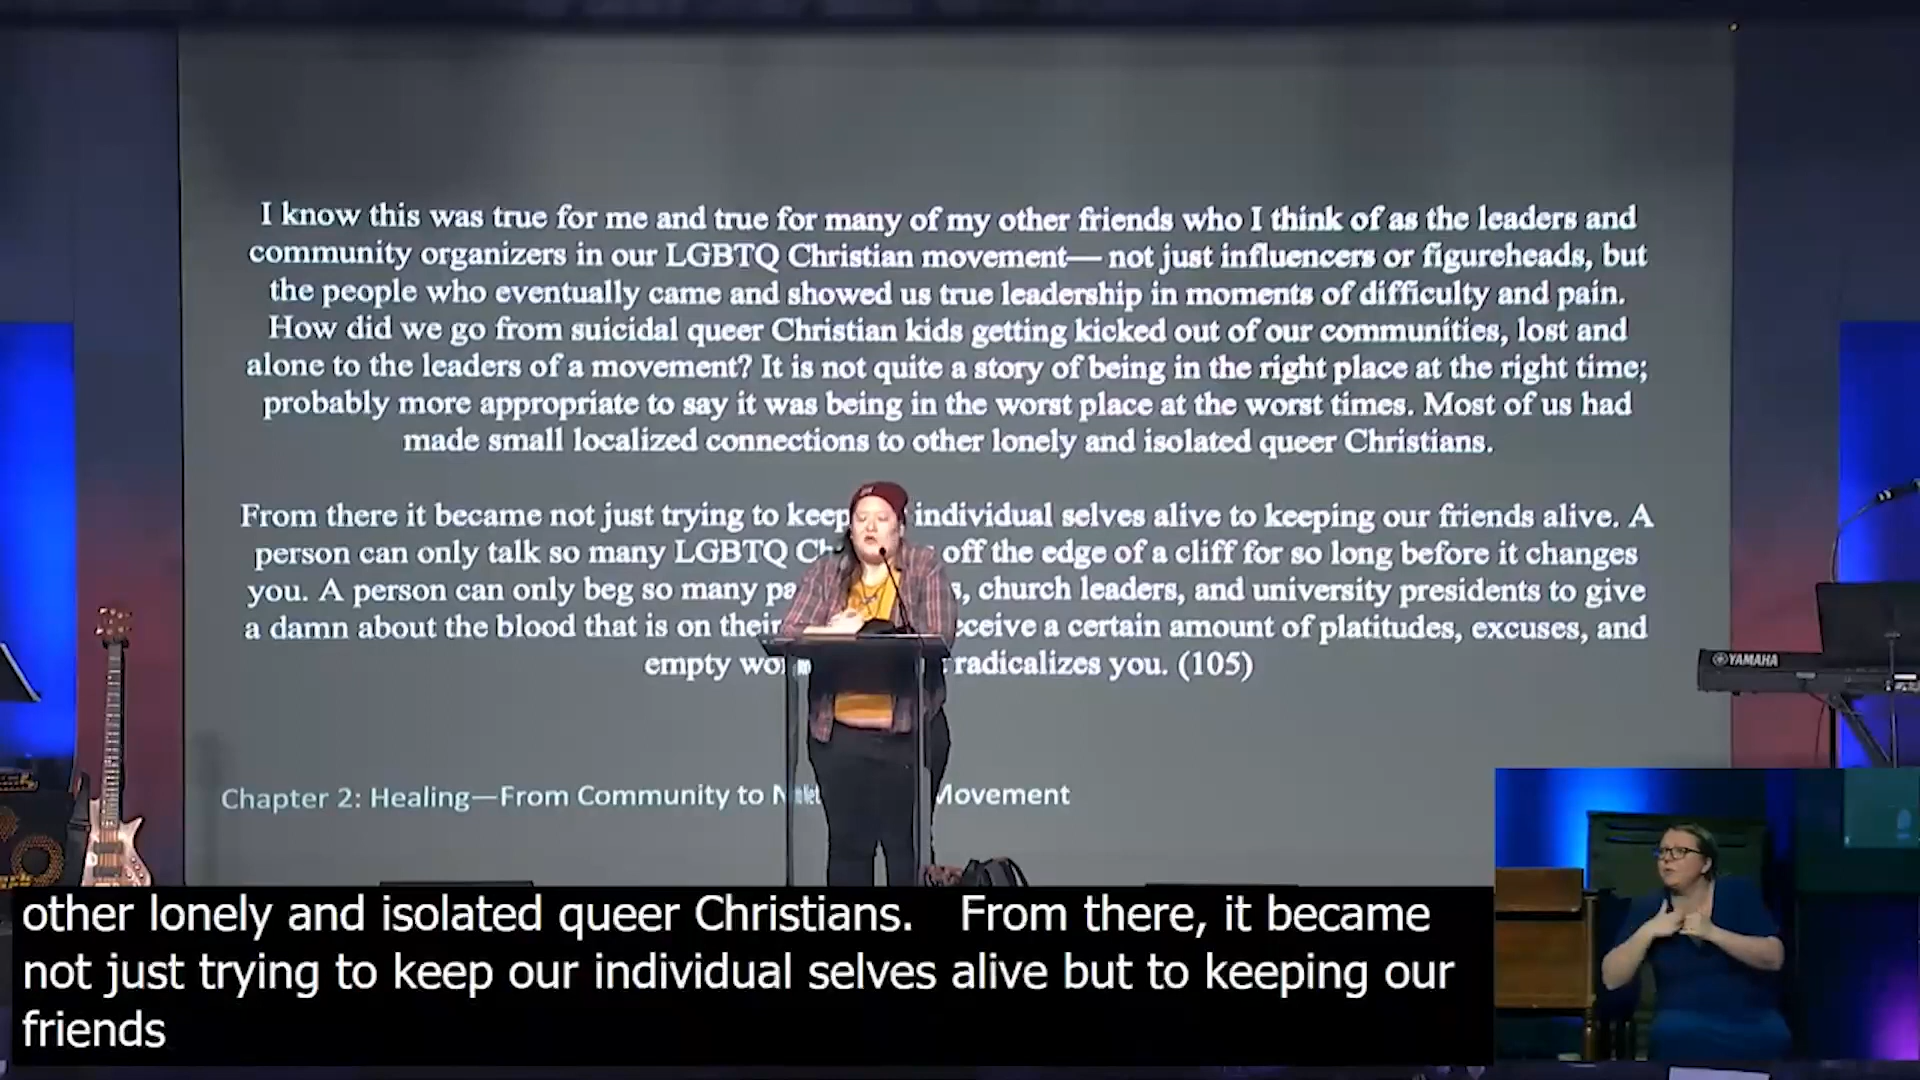 I know this was true for me and true for many of my other friends who I think of as the leaders and
community organizers in our LGBTQ Christian movement— not just influencers or figureheads, but
the people who eventually came and showed us true leadership in moments of difficulty and pain.
How did we go from suicidal queer Christian kids getting kicked out of our communities, lost and
alone to the leaders of a movement? It is not quite a story of being in the right place at the right time;
probably more appropriate to say it was being in the worst place at the worst times. Most of us had
made small localized connections to other lonely and isolated queer Christians.
From there it became not just trying to keep individual selves alive to keeping our friends alive. A
person can only talk so many LGBTQ off the edge of a cliff for so long before it changes
you. A person can only beg so many church leaders, and university presidents to give
a damn about the blood that is on their a certain amount of platitudes, excuses, and
empty radicalizes you. (105)
YAMAHA
Chapter 2: Healing—From Community to Movement
other lonely and isolated queer Christians. From there, it became
not just trying to keep our individual selves alive but to keeping our
friends